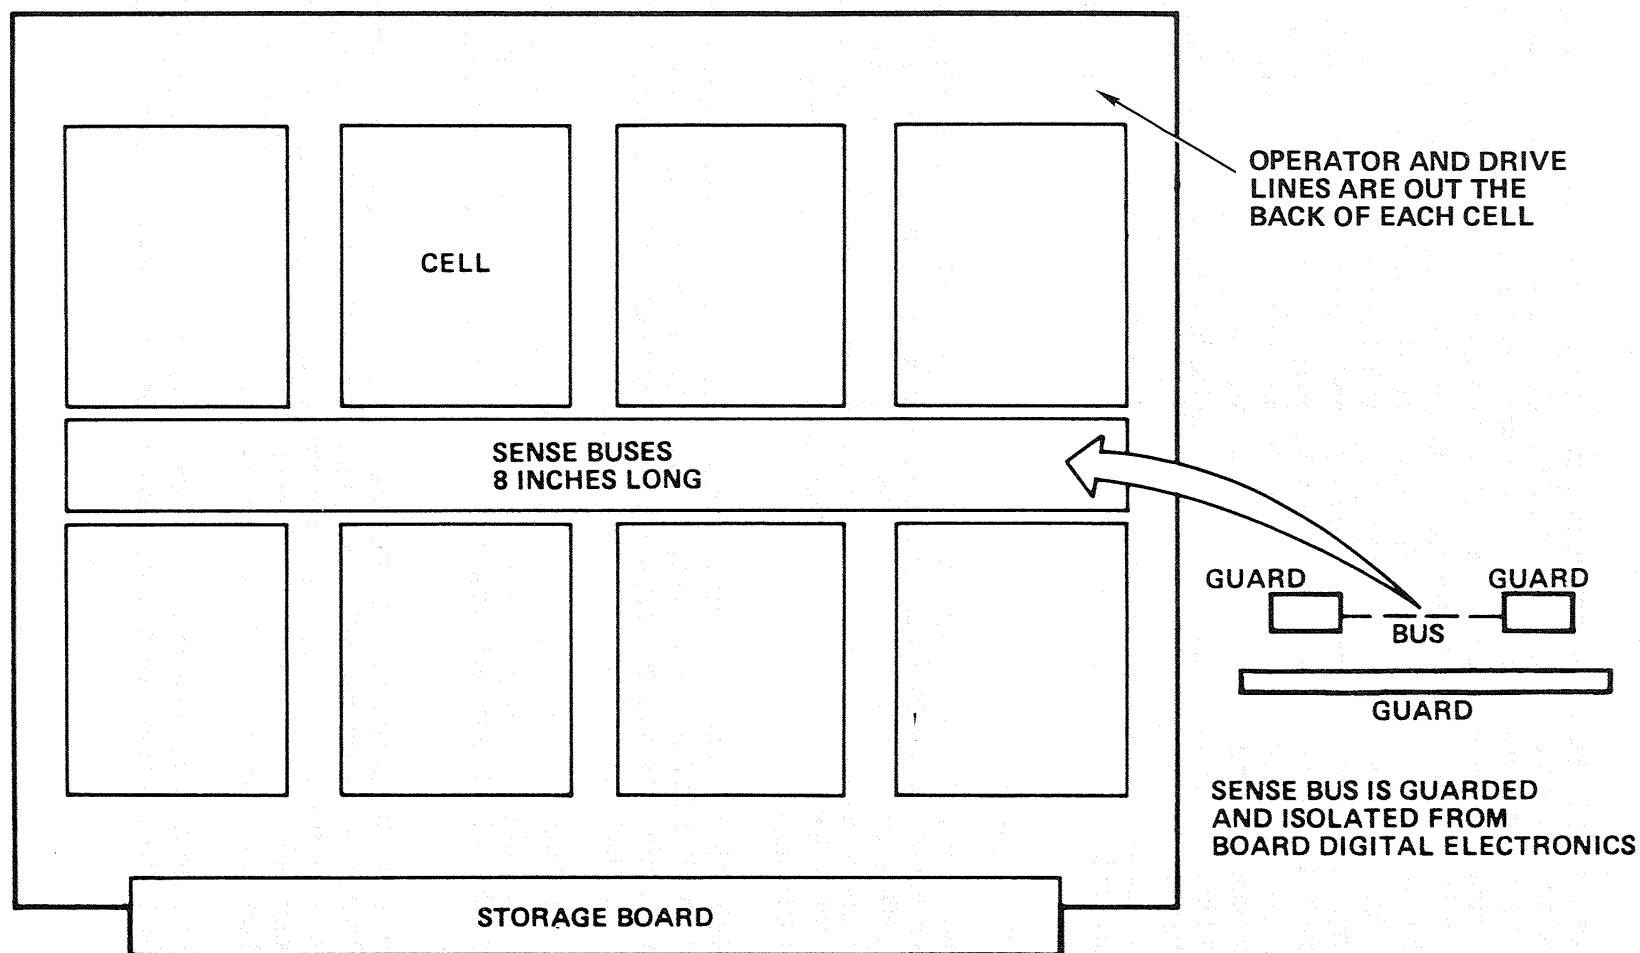 OPERATOR AND DRIVE
LINES ARE OUT THE
BACK OF EACH CELL
CELL
SENSE BUSES
8 INCHES LONG
GUARD
GUARD
BUS
GUARD
SENSE BUS IS GUARDED
AND ISOLATED FROM
BOARD DIGITAL ELECTRONICS
STORAGE BOARD